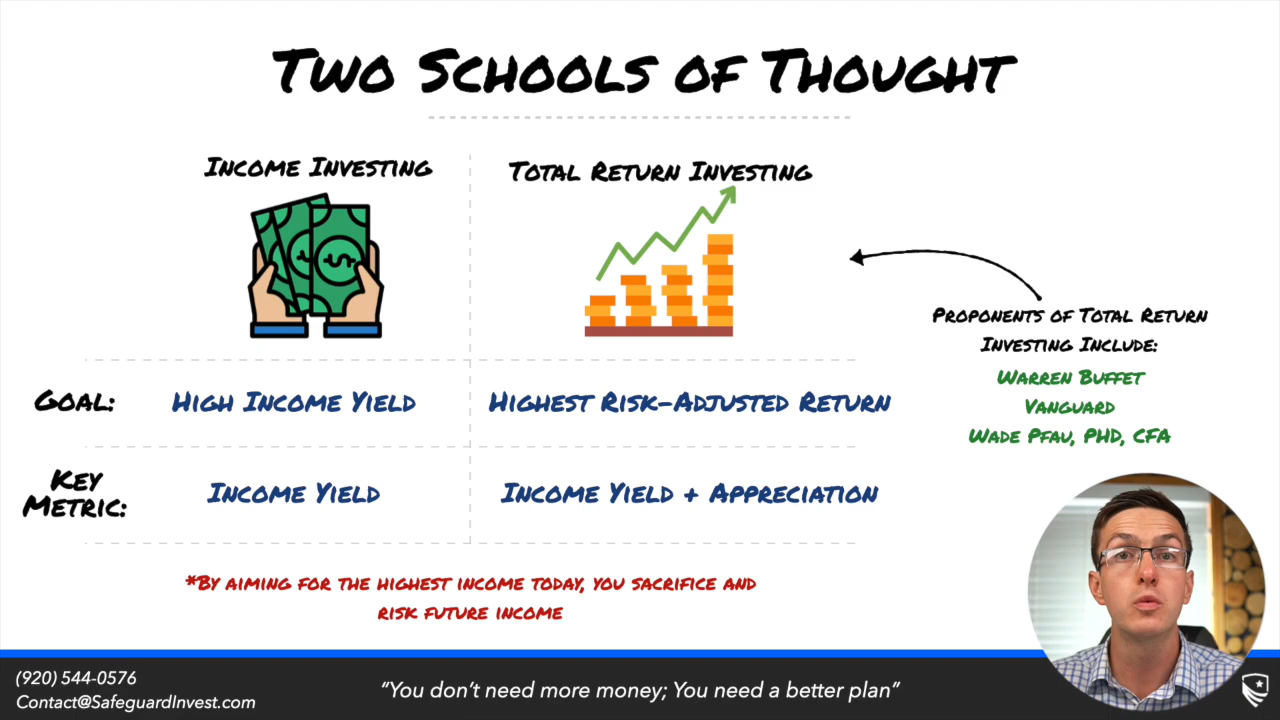 Two Schools of Thought
Income Investing
Total Return Investing
Proponents of Total Return
Investing Include:
Warren Buffet
Vanguard
Wade Pfau, PhD, CFA
Goal:
High Income Yield
Highest Risk-Adjusted Return
Key
Metric:
Income Yield
Income Yield + Appreciation
*By aiming for the highest income today, you sacrifice and
risk future income
(920) 544-0576
Contact@SafeguardInvest.com
“You don’t need more money; You need a better plan”